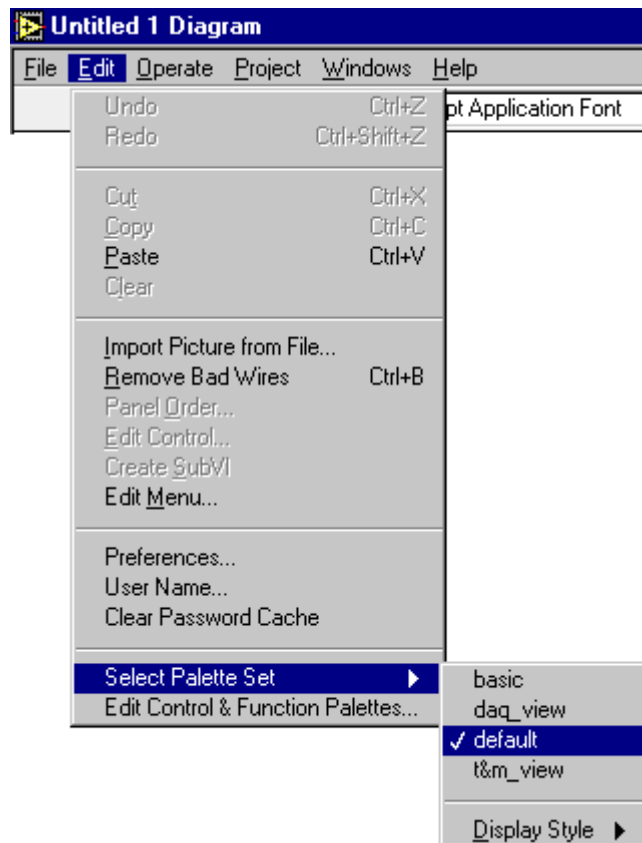 Untitled 1 Diagram
File Edit Operate Project Windows Help
pt Application Font
Undo Ctrl+Z
Redo Ctrl+Shift+Z
Cut Ctrl+X
Copy Ctrl+C
Paste Ctrl+V
Clear
Import Picture from File...
Remove Bad Wires Ctrl+B
Panel Order...
Edit Control...
Create SubVI
Edit Menu...
Preferences...
User Name...
Clear Password Cache
Select Palette Set
Edit Control & Function Palettes...
basic
daq_view
default
t&m_view
Display Style